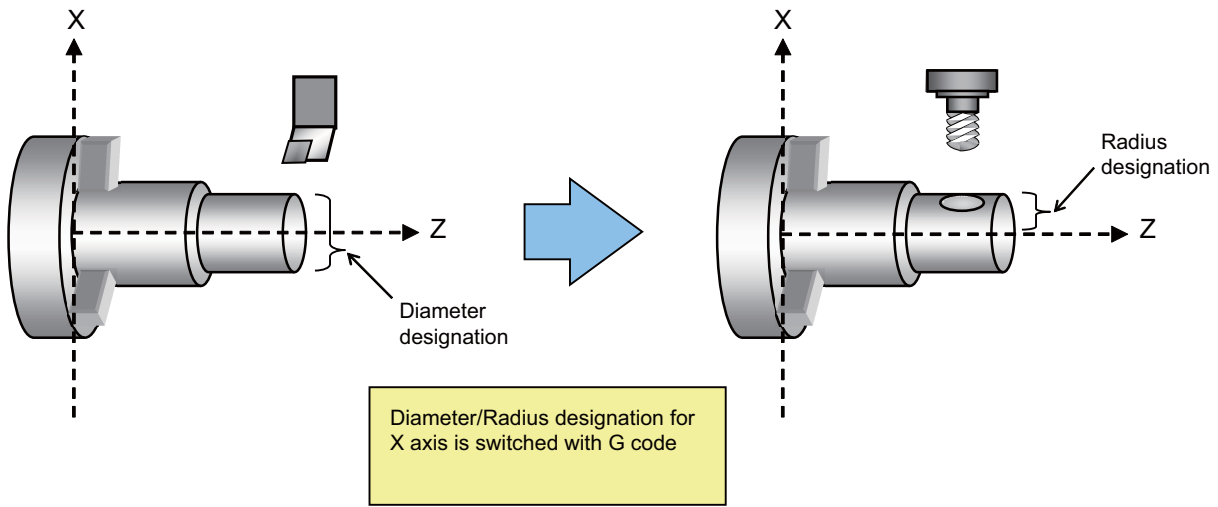 X
Z
Diameter
designation
X
Z
Radius
designation
Diameter/Radius designation for
X axis is switched with G code